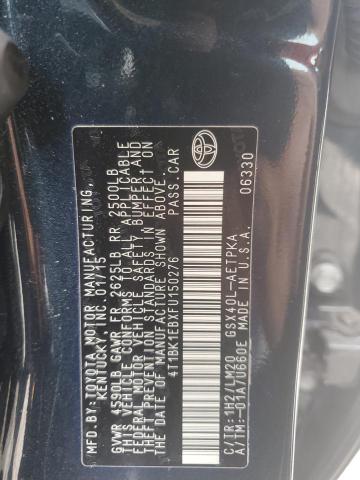 MFD.BY:TOYOTA MOTOR MANUFACTURING,
KENTUCKY, INC. 01/15
GVWR 4590LB GAWR FR 2625LB RR 2500LB
THIS VEHICLE CONFORMS TO ALL APPLICABLE
FEDERAL MOTOR VEHICLE SAFETY BUMPER, AND
THEFT PREVENTION STANDARDS IN EFFECT ON
THE DATE OF MANUFACTURE SHOWN ABOVE.
4T1BK1EBXFU150276 PASS.CAR
C/TR:1H2/LM20 GSX40L-AETPKA
A/TM:-01A/U660E MADE IN U.S.A.
06330